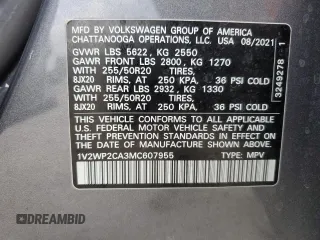 MFD. BY VOLKSWAGEN GROUP OF AMERICA
CHATTANOOGA OPERATIONS, LLC. USA 08/2021
GVWR LBS 5622, KG 2550
GAWR FRONT LBS 2800, KG 1270
WITH 255/50R20 TIRES,
8JX20 RIMS, AT 250 KPA. 36 PSI COLD
GAWR REAR LBS 2932, KG 1330
WITH 255/50R20 TIRES,
8JX20 RIMS, AT 250 KPA. 36 PSI COLD
THIS VEHICLE CONFORMS TO ALL APPLICABLE
U.S. FEDERAL MOTOR VEHICLE SAFETY AND
THEFT PREVENTION STANDARDS IN EFFECT ON
THE DATE OF MANUFACTURE SHOWN ABOVE.
1V2WP2CA3MC607955 TYPE: MPV
3249278 1
© DREAMBID
DREAMBID.COM